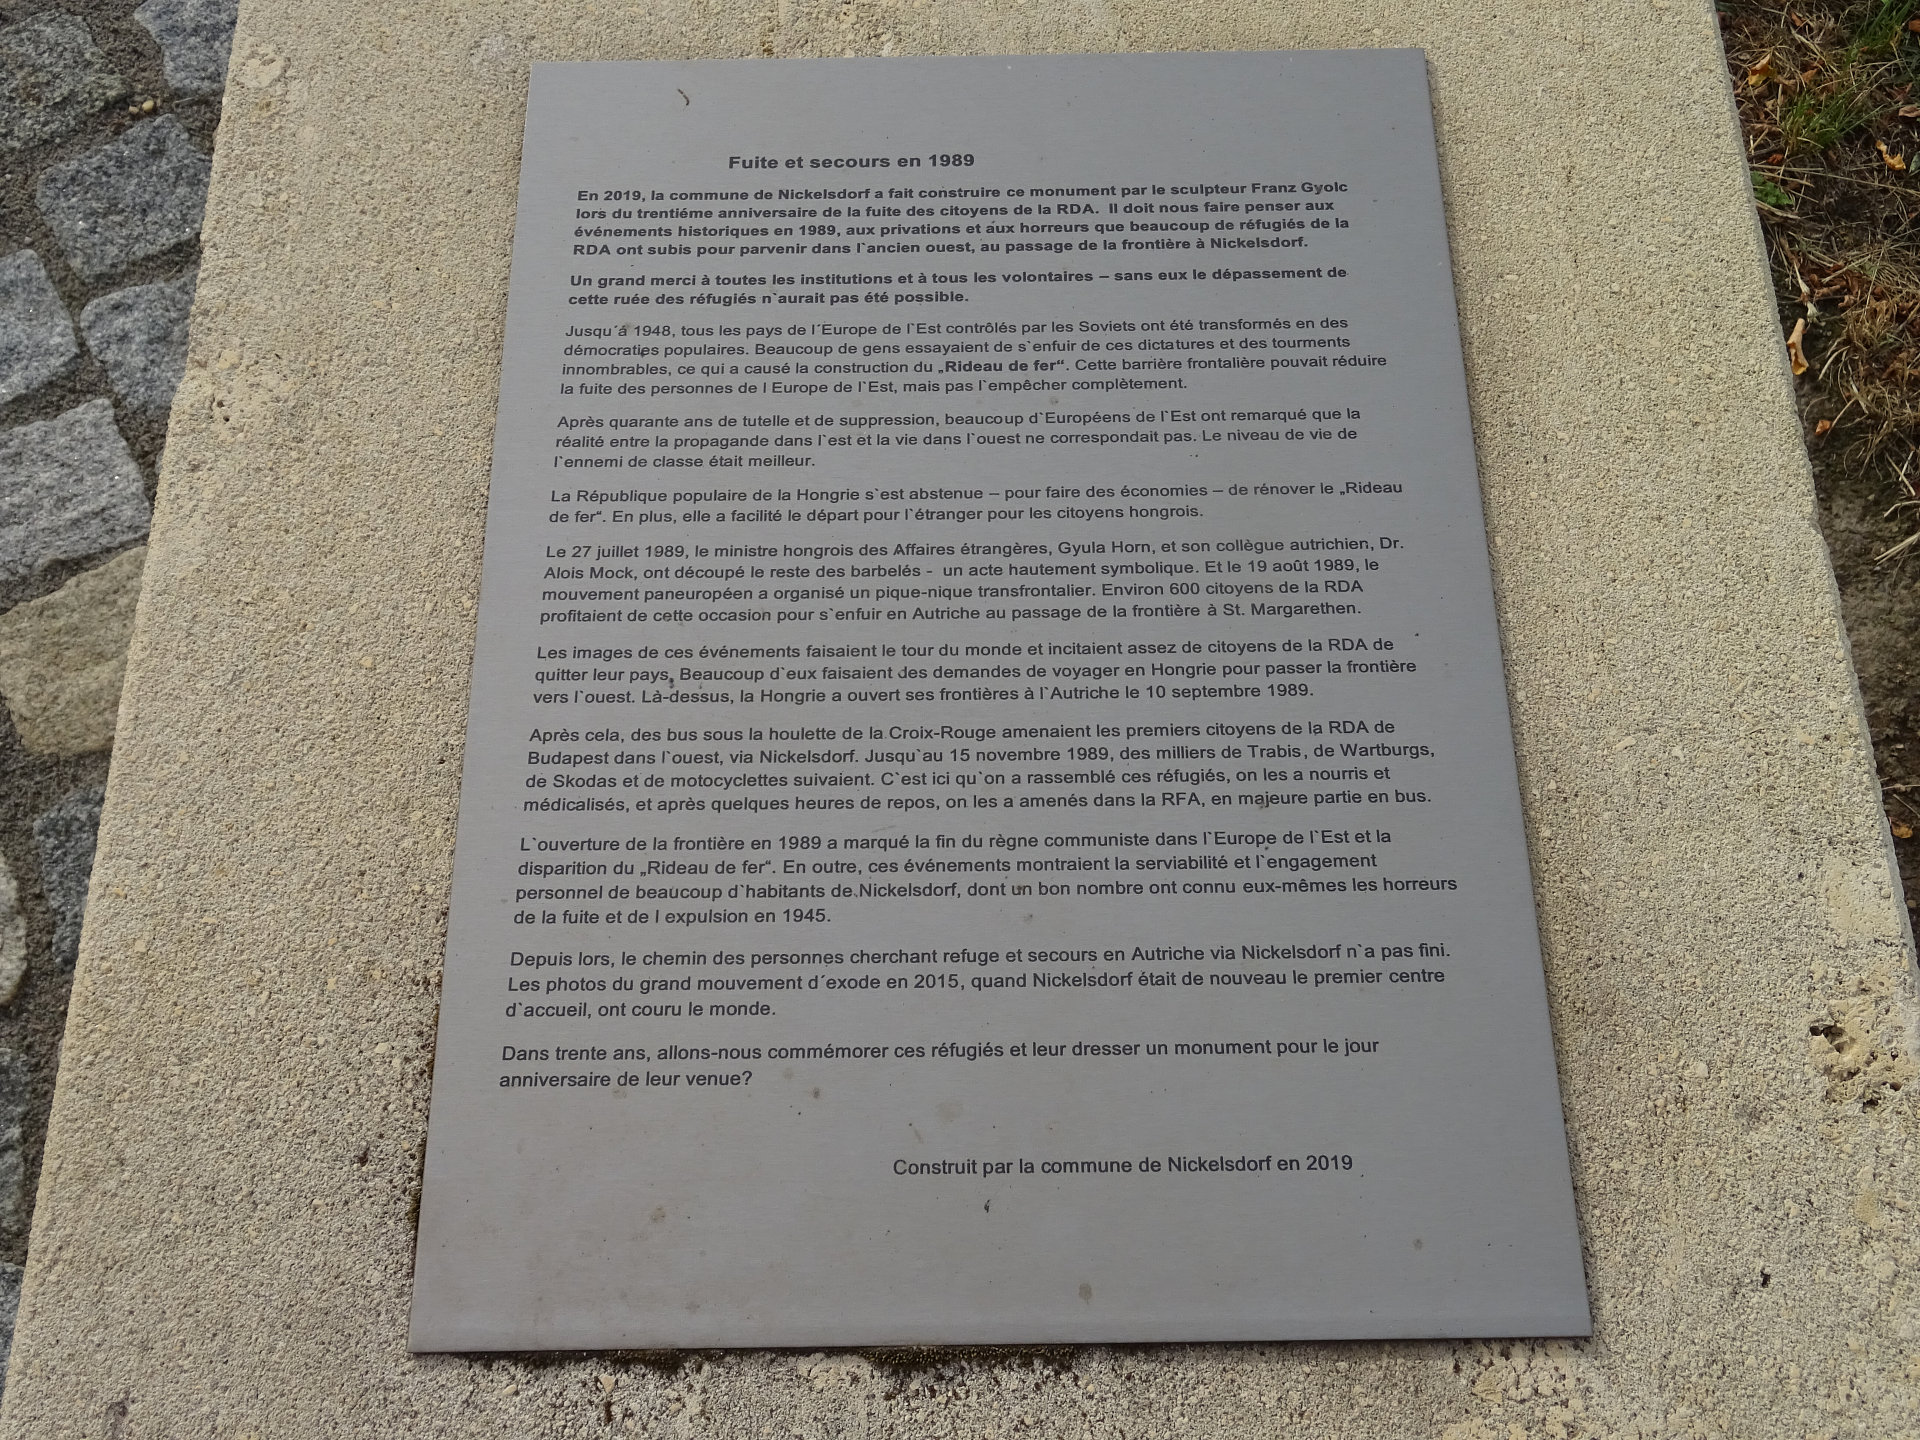 Fuite et secours en 1989
En 2019, la commune de Nickelsdorf a fait construire ce monument par le sculpteur Franz Gyolc
lors du trentiéme anniversaire de la fuite des citoyens de la RDA. Il doit nous faire penser aux
événements historiques en 1989, aux privations et aux horreurs que beaucoup de réfugiés de la
RDA ont subis pour parvenir dans l`ancien ouest, au passage de la frontière à Nickelsdorf.
Un grand merci à toutes les institutions et à tous les volontaires – sans eux le dépassement de
cette ruée des réfugiés n`aurait pas été possible.
Jusqu´á 1948, tous les pays de l´Europe de l`Est contrôlés par les Soviets ont été transformés en des
démocraties populaires. Beaucoup de gens essayaient de s`enfuir de ces dictatures et des tourments
innombrables, ce qui a causé la construction du „Rideau de fer“. Cette barrière frontalière pouvait réduire
la fuite des personnes de l Europe de l`Est, mais pas l`empêcher complètement.
Après quarante ans de tutelle et de suppression, beaucoup d`Européens de l`Est ont remarqué que la
réalité entre la propagande dans l`est et la vie dans l`ouest ne correspondait pas. Le niveau de vie de
l`ennemi de classe était meilleur.
La République populaire de la Hongrie s`est abstenue – pour faire des économies – de rénover le „Rideau
de fer“. En plus, elle a facilité le départ pour l`étranger pour les citoyens hongrois.
Le 27 juillet 1989, le ministre hongrois des Affaires étrangères, Gyula Horn, et son collègue autrichien, Dr.
Alois Mock, ont découpé le reste des barbelés - un acte hautement symbolique. Et le 19 août 1989, le
mouvement paneuropéen a organisé un pique-nique transfrontalier. Environ 600 citoyens de la RDA
profitaient de cette occasion pour s`enfuir en Autriche au passage de la frontière à St. Margarethen.
Les images de ces événements faisaient le tour du monde et incitaient assez de citoyens de la RDA de
quitter leur pays. Beaucoup d`eux faisaient des demandes de voyager en Hongrie pour passer la frontière
vers l`ouest. Là-dessus, la Hongrie a ouvert ses frontières à l`Autriche le 10 septembre 1989.
Après cela, des bus sous la houlette de la Croix-Rouge amenaient les premiers citoyens de la RDA de
Budapest dans l`ouest, via Nickelsdorf. Jusqu`au 15 novembre 1989, des milliers de Trabis, de Wartburgs,
de Skodas et de motocyclettes suivaient. C`est ici qu`on a rassemblé ces réfugiés, on les a nourris et
médicalisés, et après quelques heures de repos, on les a amenés dans la RFA, en majeure partie en bus.
L`ouverture de la frontière en 1989 a marqué la fin du règne communiste dans l`Europe de l`Est et la
disparition du „Rideau de fer“. En outre, ces événements montraient la serviabilité et l`engagement
personnel de beaucoup d`habitants de Nickelsdorf, dont un bon nombre ont connu eux-mêmes les horreurs
de la fuite et de l expulsion en 1945.
Depuis lors, le chemin des personnes cherchant refuge et secours en Autriche via Nickelsdorf n`a pas fini.
Les photos du grand mouvement d´exode en 2015, quand Nickelsdorf était de nouveau le premier centre
d`accueil, ont couru le monde.
Dans trente ans, allons-nous commémorer ces réfugiés et leur dresser un monument pour le jour
anniversaire de leur venue?
Construit par la commune de Nickelsdorf en 2019